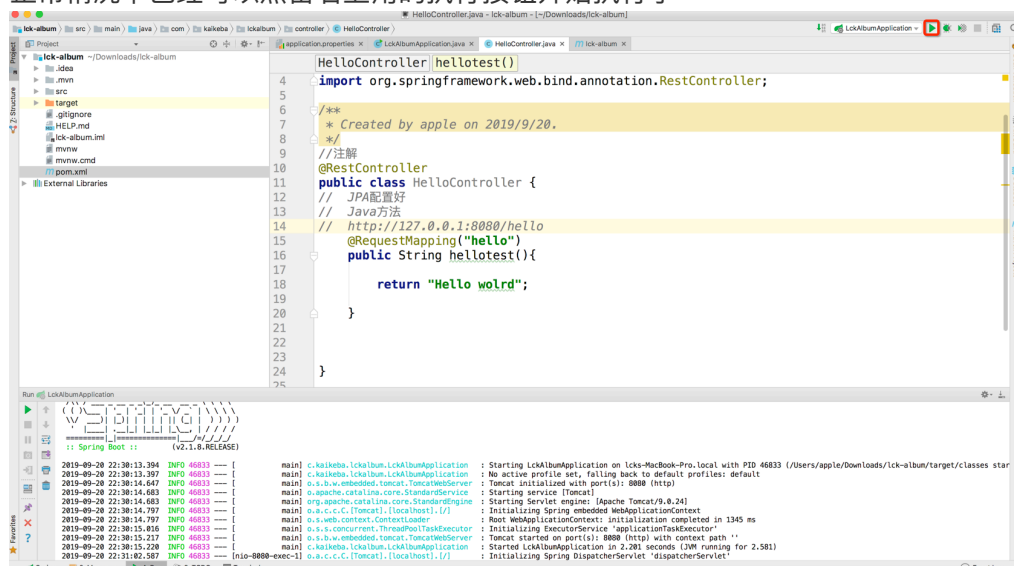 HelloController.java - lck-album - [~/Downloads/lck-album]
lck-album src main java com kaikeba lckalbum controller HelloController LckAlbumApplication
Project application.properties × LckAlbumApplication.java × HelloController.java × lck-album ×
lck-album ~/Downloads/lck-album
.idea
.mvn
src
target
.gitignore
HELP.md
lck-album.iml
mvnw
mvnw.cmd
pom.xml
External Libraries
Project
2: Structure
Favorites
HelloController hellotest()
4 import org.springframework.web.bind.annotation.RestController;
5
6 /**
7 * Created by apple on 2019/9/20.
8 */
9 //注解
10 @RestController
11 public class HelloController {
12 // JPA配置好
13 // Java方法
14 // http://127.0.0.1:8080/hello
15 @RequestMapping("hello")
16 public String hellotest(){
17
18 return "Hello wolrd";
19
20 }
21
22
23
24 }
25
Run LckAlbumApplication
:: Spring Boot :: (v2.1.8.RELEASE)
2019-09-20 22:30:13.394 INFO 46833 --- [ main] c.kaikeba.lckalbum.LckAlbumApplication : Starting LckAlbumApplication on lcks-MacBook-Pro.local with PID 46833 (/Users/apple/Downloads/lck-album/target/classes star
2019-09-20 22:30:13.397 INFO 46833 --- [ main] c.kaikeba.lckalbum.LckAlbumApplication : No active profile set, falling back to default profiles: default
2019-09-20 22:30:14.647 INFO 46833 --- [ main] o.s.b.w.embedded.tomcat.TomcatWebServer : Tomcat initialized with port(s): 8080 (http)
2019-09-20 22:30:14.683 INFO 46833 --- [ main] o.apache.catalina.core.StandardService : Starting service [Tomcat]
2019-09-20 22:30:14.683 INFO 46833 --- [ main] org.apache.catalina.core.StandardEngine : Starting Servlet engine: [Apache Tomcat/9.0.24]
2019-09-20 22:30:14.797 INFO 46833 --- [ main] o.a.c.c.C.[Tomcat].[localhost].[/] : Initializing Spring embedded WebApplicationContext
2019-09-20 22:30:14.797 INFO 46833 --- [ main] o.s.web.context.ContextLoader : Root WebApplicationContext: initialization completed in 1345 ms
2019-09-20 22:30:15.016 INFO 46833 --- [ main] o.s.s.concurrent.ThreadPoolTaskExecutor : Initializing ExecutorService 'applicationTaskExecutor'
2019-09-20 22:30:15.217 INFO 46833 --- [ main] o.s.b.w.embedded.tomcat.TomcatWebServer : Tomcat started on port(s): 8080 (http) with context path ''
2019-09-20 22:30:15.220 INFO 46833 --- [ main] c.kaikeba.lckalbum.LckAlbumApplication : Started LckAlbumApplication in 2.201 seconds (JVM running for 2.581)
2019-09-20 22:31:02.587 INFO 46833 --- [nio-8080-exec-1] o.a.c.c.C.[Tomcat].[localhost].[/] : Initializing Spring DispatcherServlet 'dispatcherServlet'